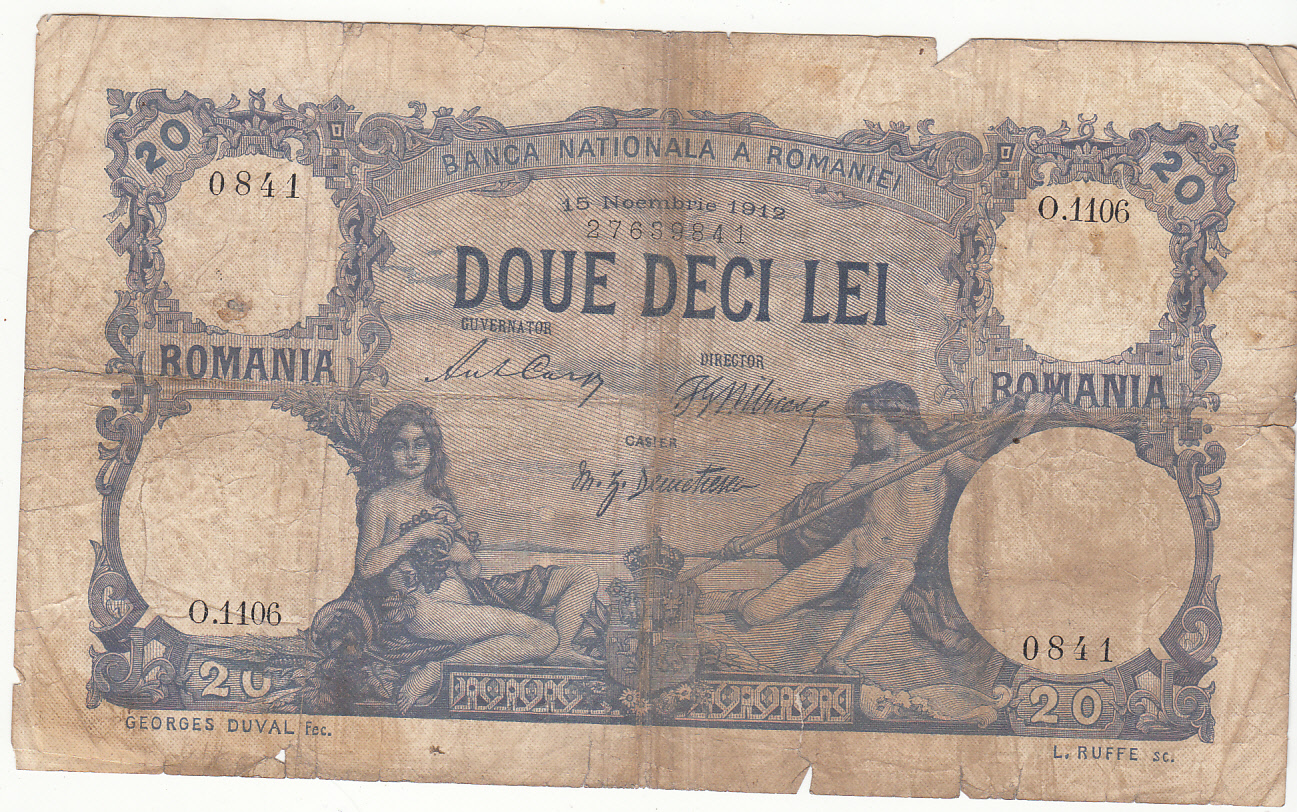 20
20
BANCA NATIONALA A ROMANIEI
0841
O.1106
15 Noembrie 1912
27659841
DOUE DECI LEI
GUVERNATOR
DIRECTOR
ROMANIA
ROMANIA
CASIER
O.1106
0841
20
20
GEORGES DUVAL fec.
L. RUFFE sc.